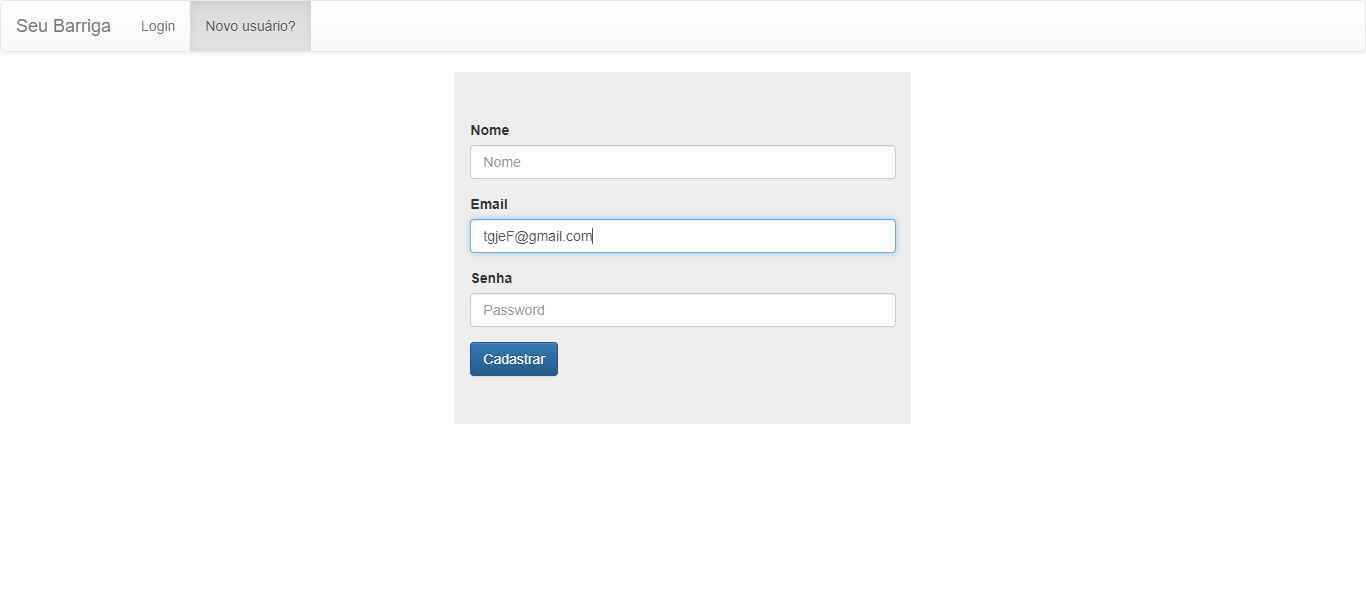 Seu Barriga Login Novo usuário?
Nome
Nome
Email
tgjeF@gmail.com
Senha
Password
Cadastrar